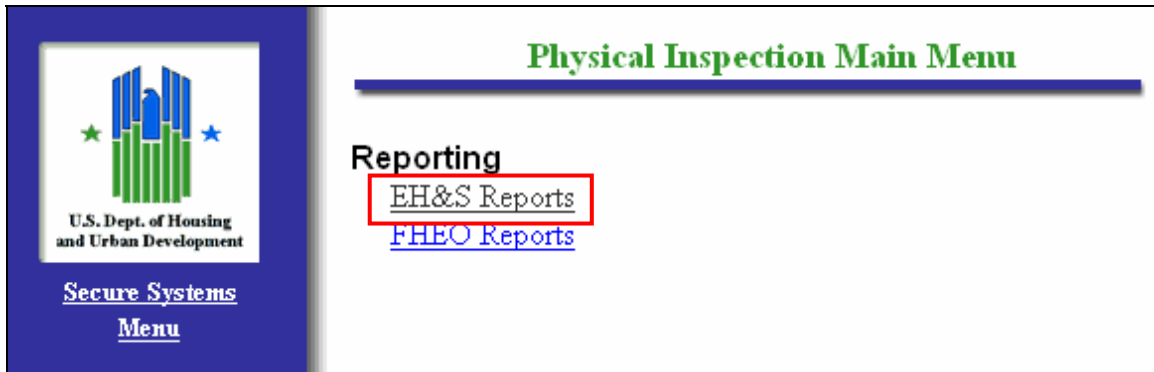 U.S. Dept. of Housing
and Urban Development
Secure Systems
Menu
Physical Inspection Main Menu
Reporting
EH&S Reports
FHEO Reports